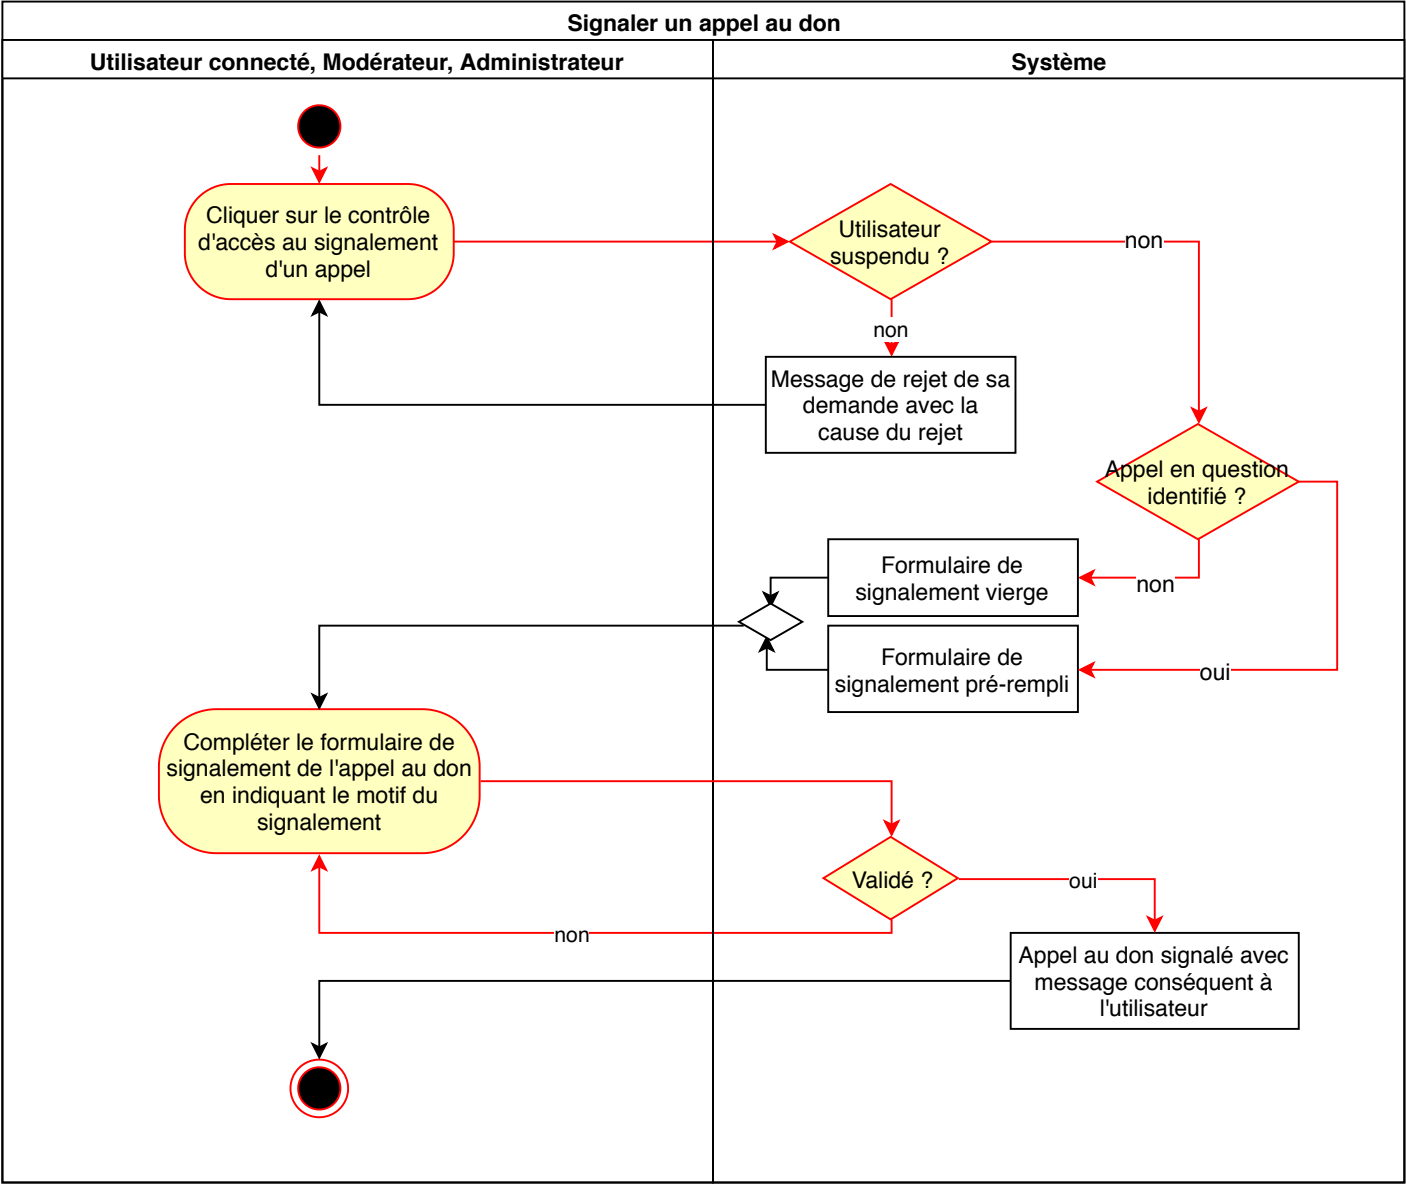 Signaler un appel au don
Utilisateur connecté, Modérateur, Administrateur
Système
Cliquer sur le contrôle
d'accès au signalement
d'un appel
Utilisateur
suspendu ?
non
non
Message de rejet de sa
demande avec la
cause du rejet
Appel en question
identifié ?
Formulaire de
signalement vierge
non
Formulaire de
signalement pré-rempli
oui
Compléter le formulaire de
signalement de l'appel au don
en indiquant le motif du
signalement
Validé ?
oui
non
Appel au don signalé avec
message conséquent à
l'utilisateur